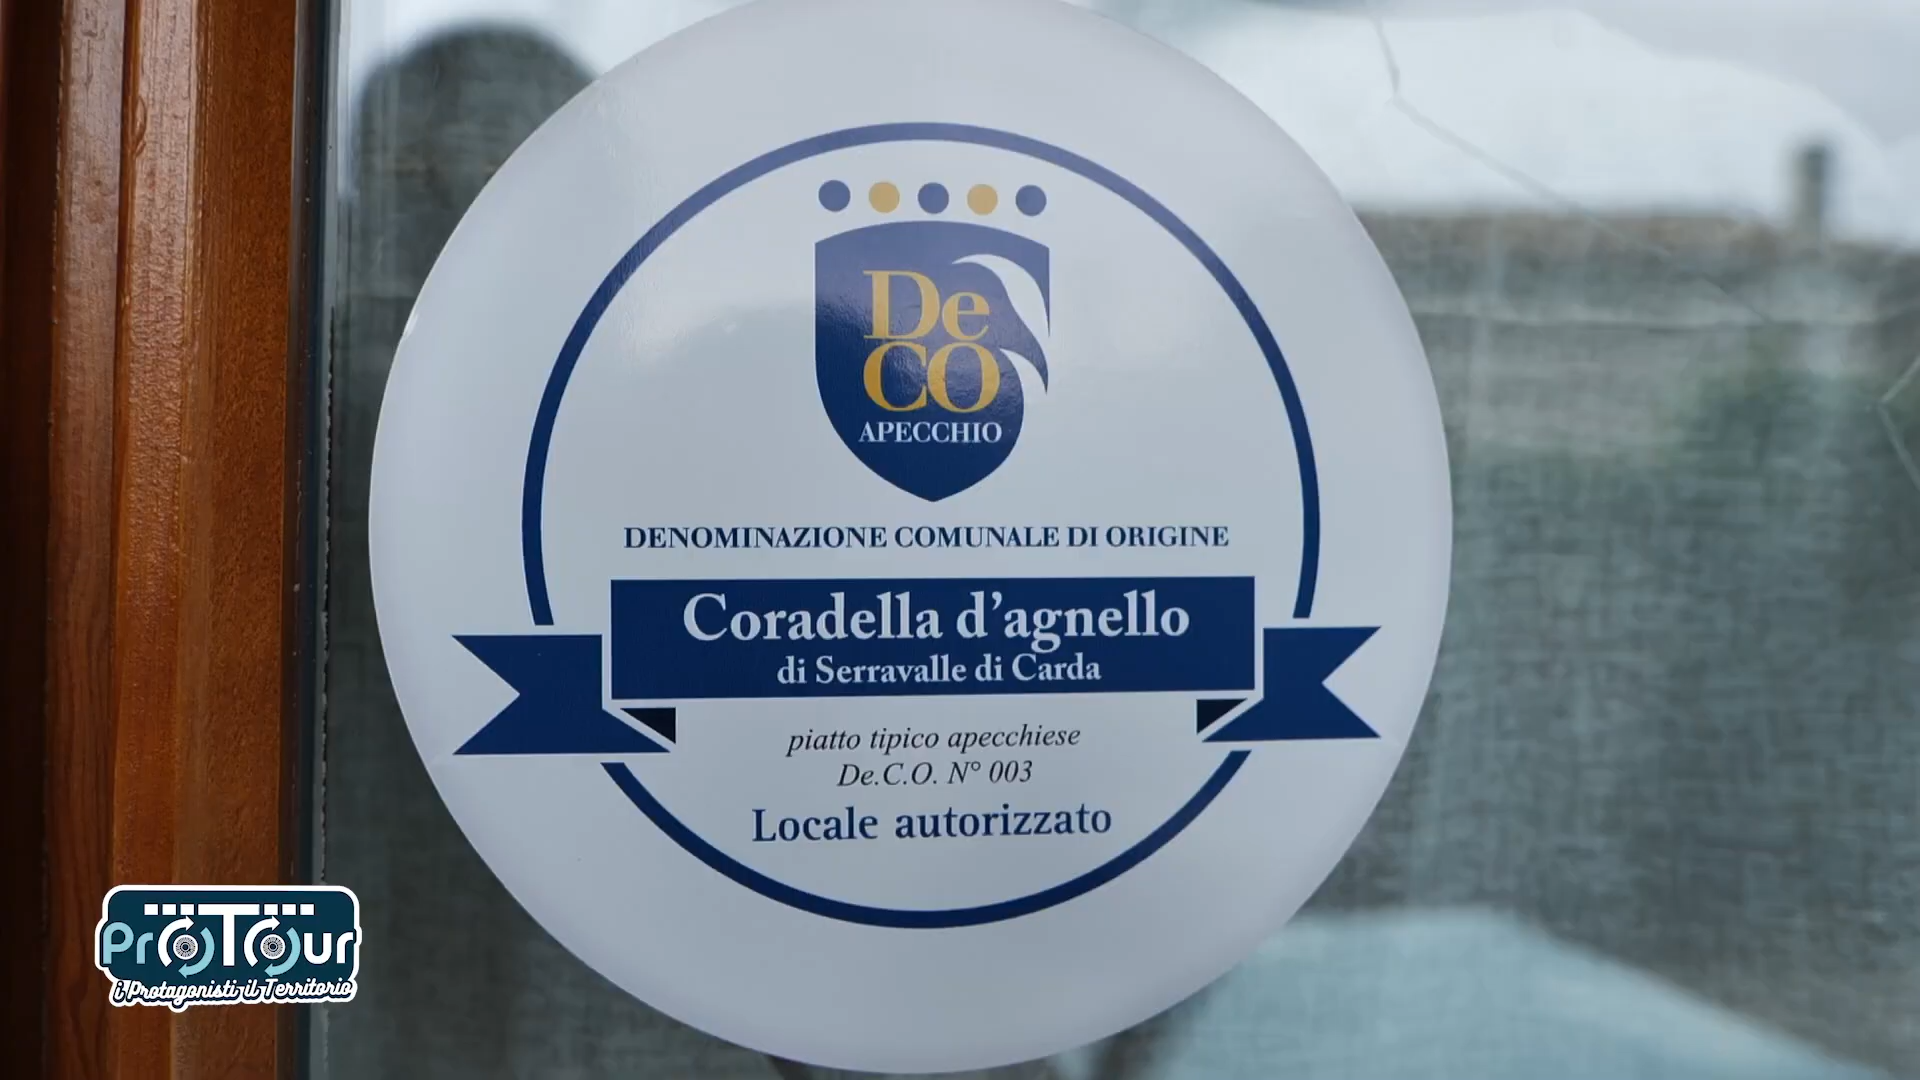 De
CO
APECCHIO
DENOMINAZIONE COMUNALE DI ORIGINE
Coradella d’agnello
di Serravalle di Carda
piatto tipico apecchiese
De.C.O. N° 003
Locale autorizzato
ProTour
i Protagonisti il Territorio